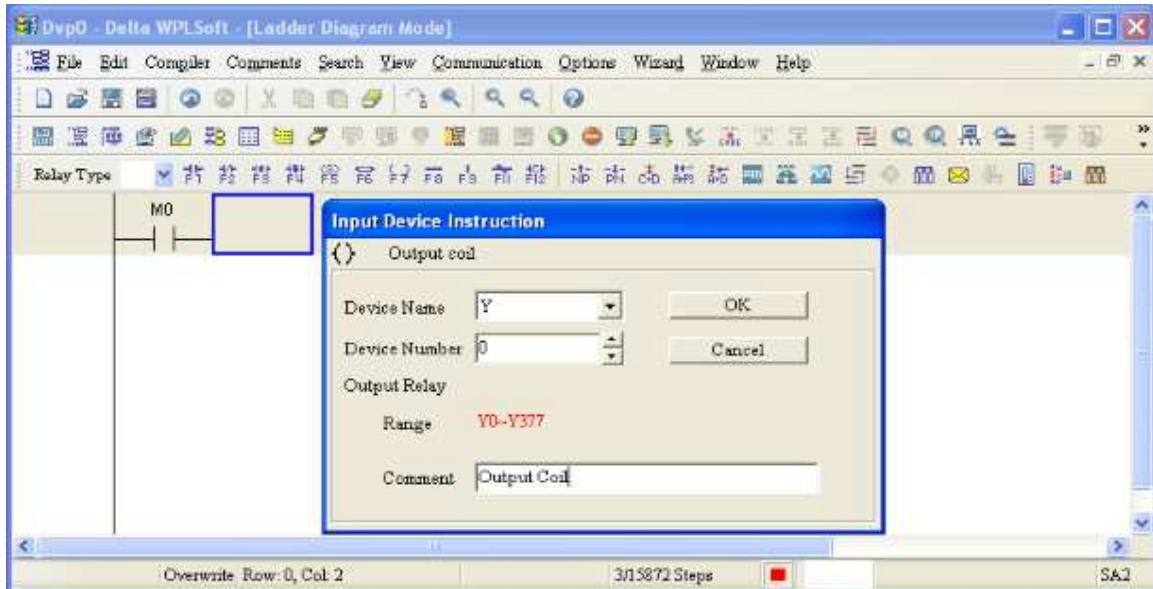 Dvp0 - Delta WPLSoft - [Ladder Diagram Mode]
File Edit Compiler Comments Search View Communication Options Wizard Window Help
Relay Type
M0
Input Device Instruction
Output coil
Device Name Y OK
Device Number 0 Cancel
Output Relay
Range Y0~Y377
Comment Output Coil
Overwrite Row: 0, Col: 2 3/15872 Steps SA2